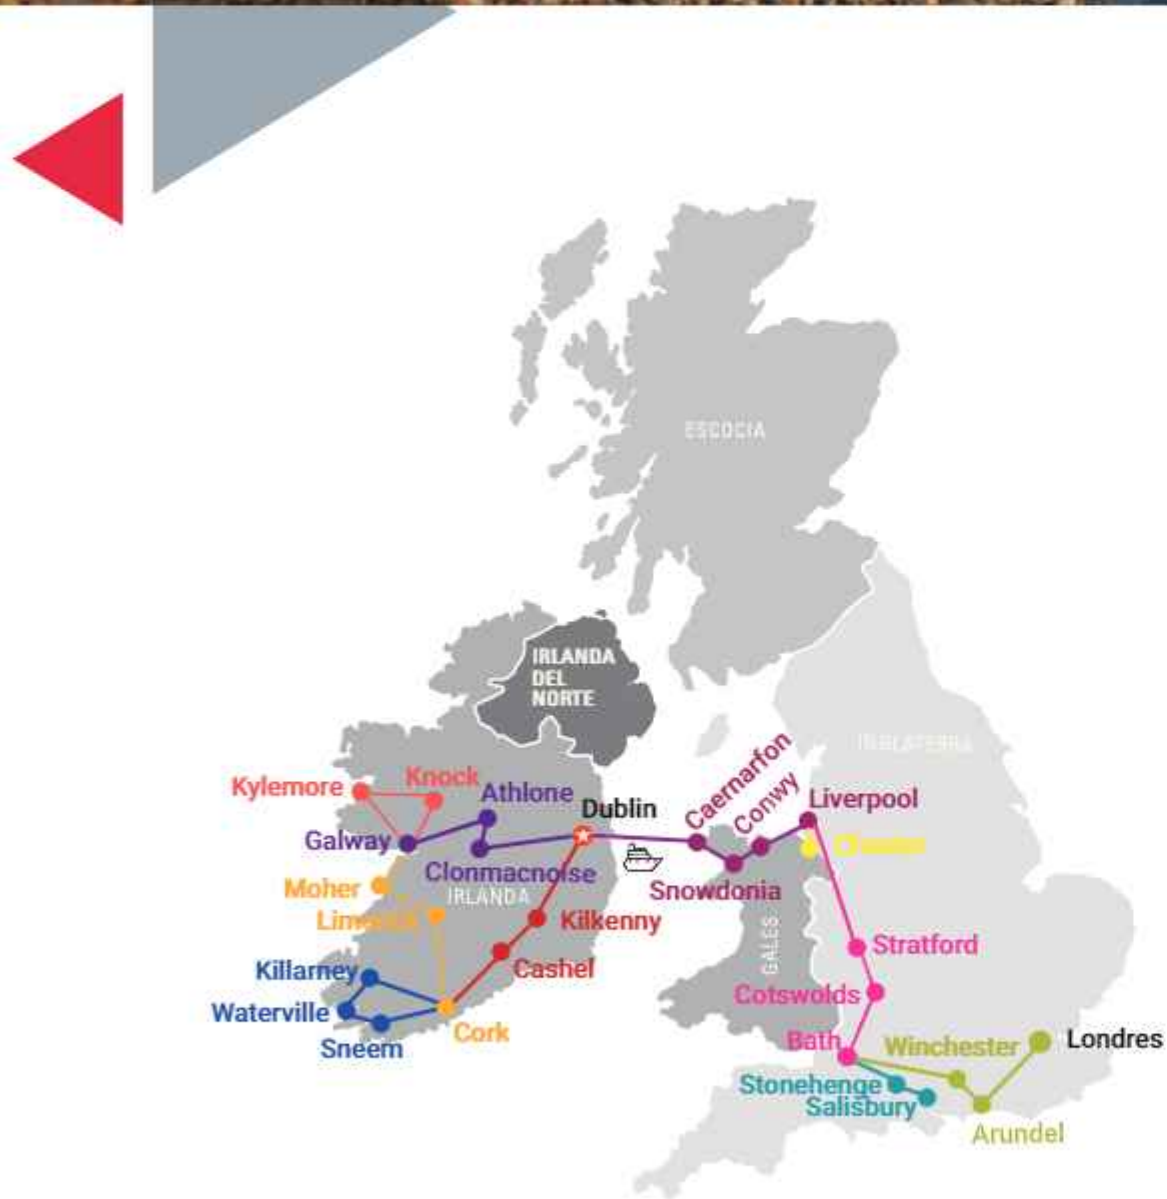 ESCOCIA
IRLANDA
DEL
NORTE
INGLATERRA
Caernarfon
Conwy
Kylemore
Knock
Athlone
Dublin
Liverpool
Galway
Clonmacnoise
Moher
IRLANDA
Snowdonia
Kilkenny
GALES
Stratford
Killarney
Cashel
Cotswolds
Waterville
Cork
Sneem
Bath
Winchester
Londres
Stonehenge
Salisbury
Arundel